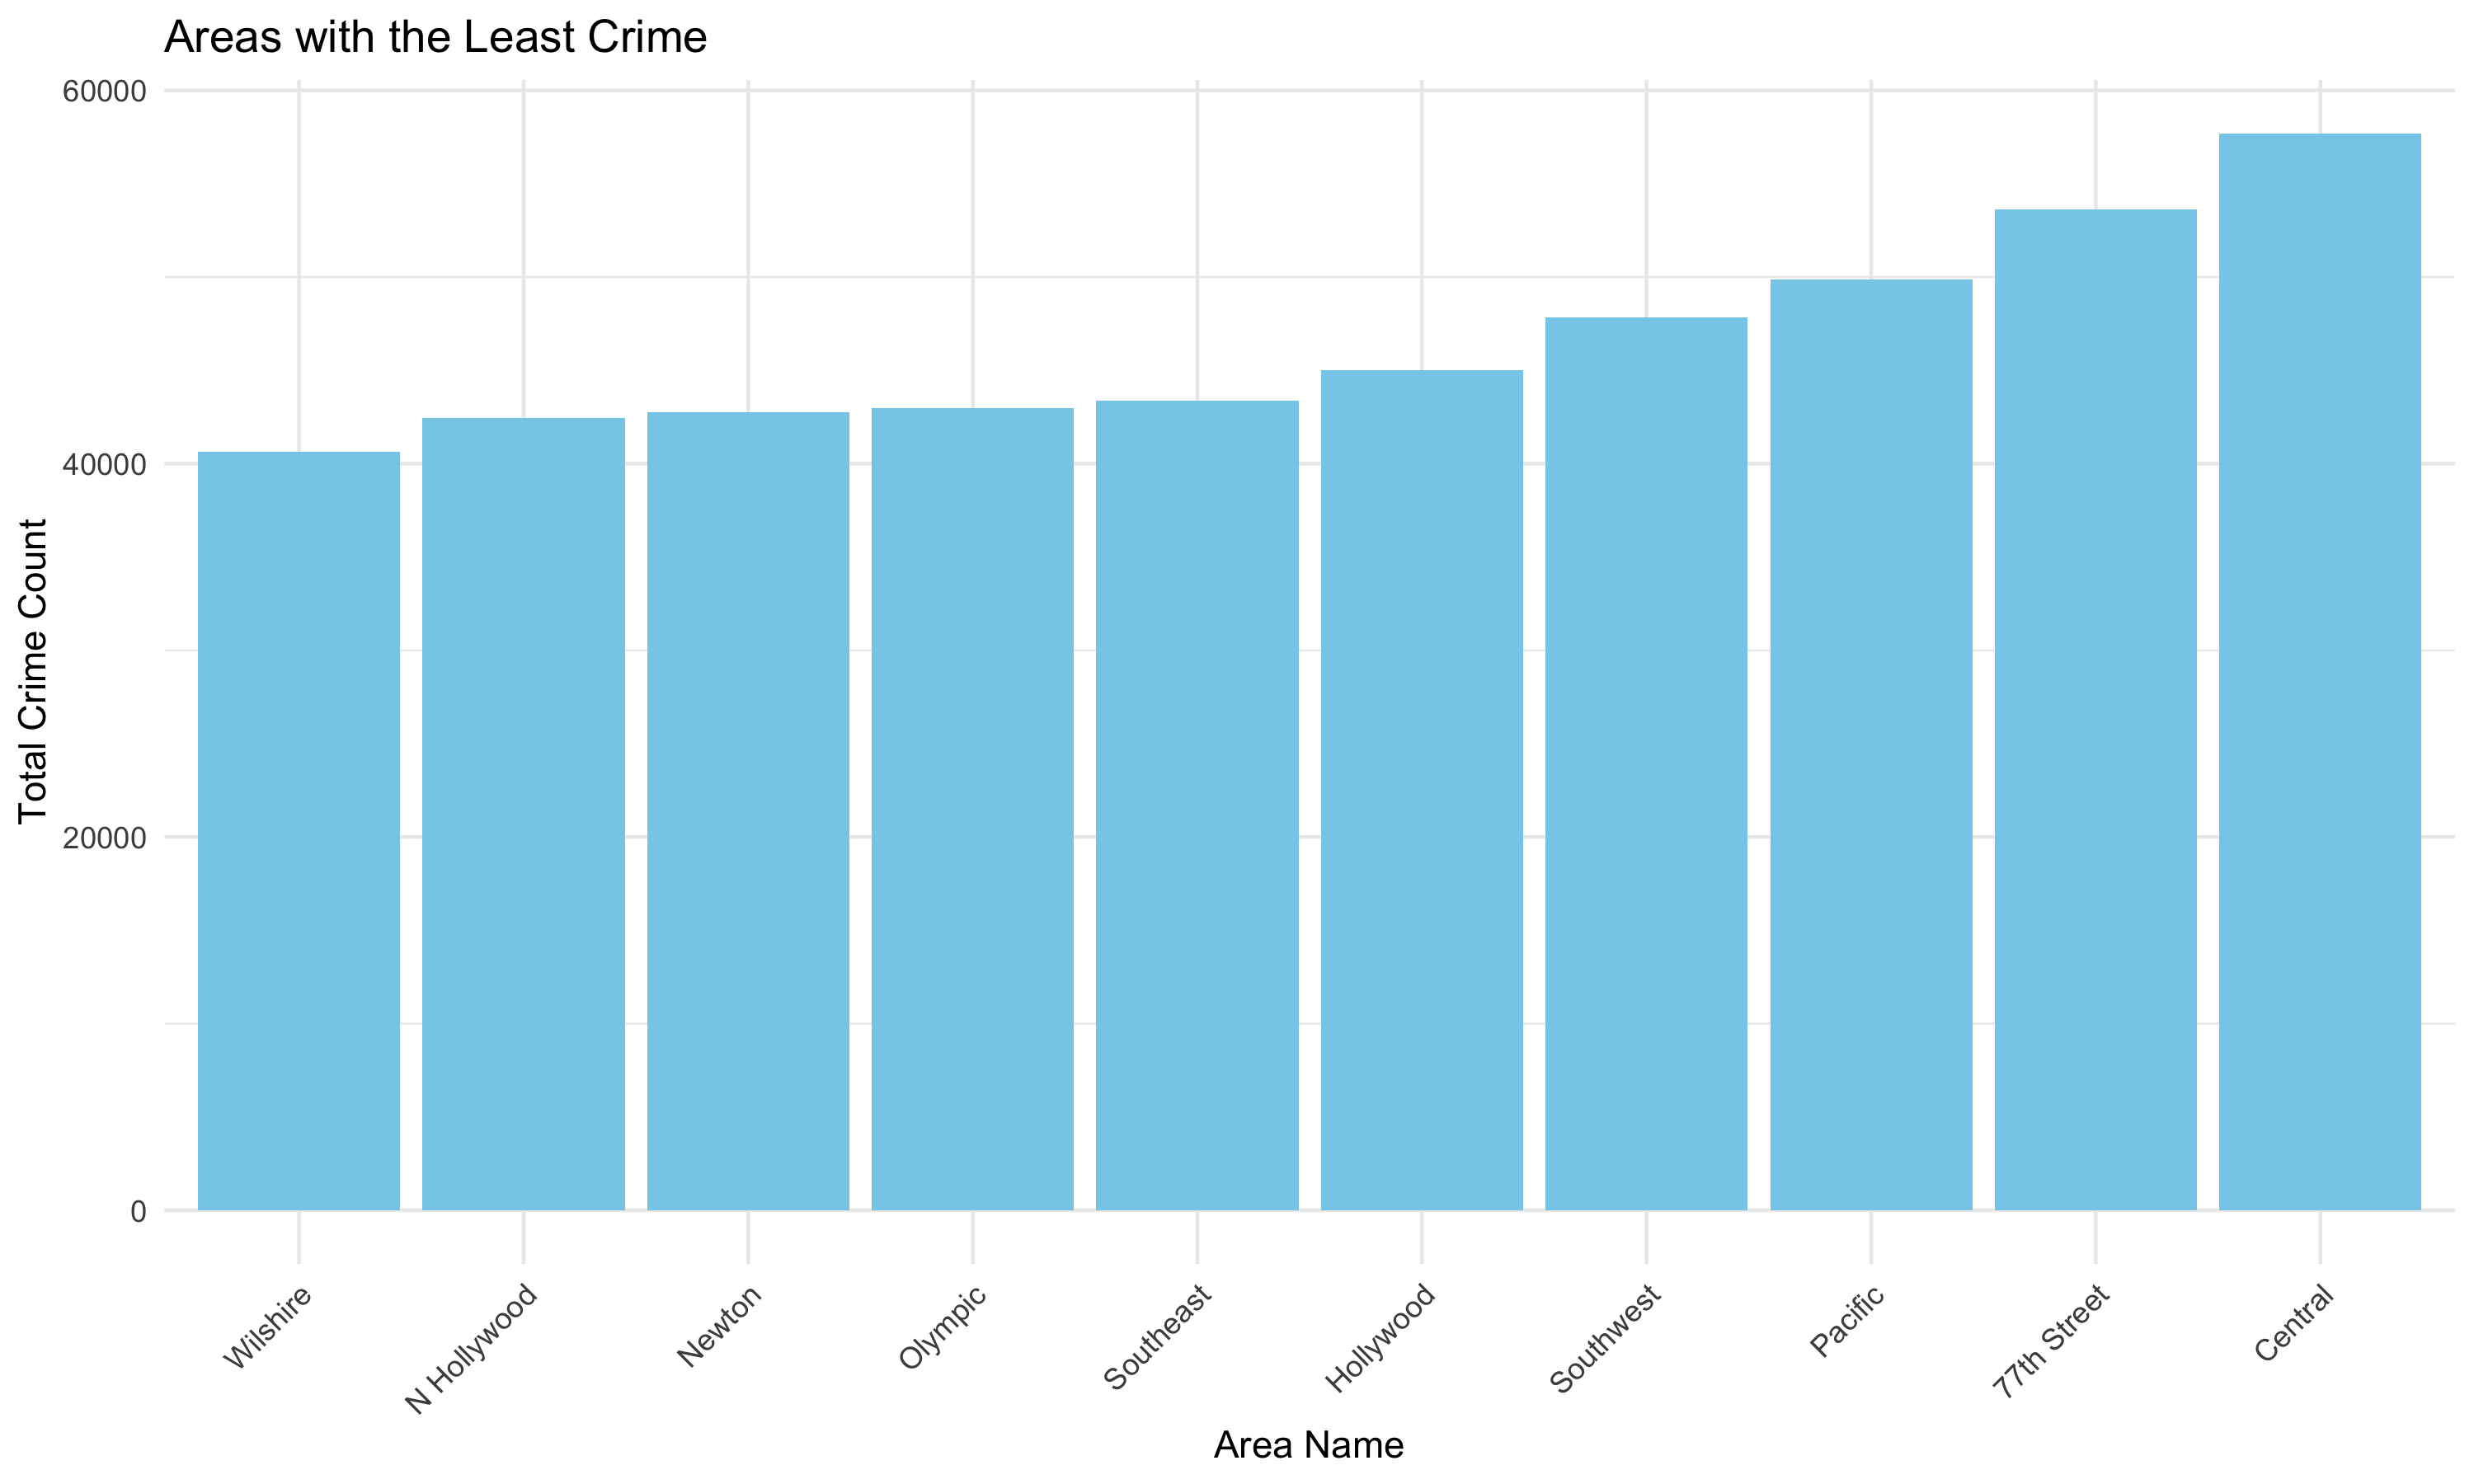 Areas with the Least Crime
60000
40000
20000
0
Total Crime Count
Wilshire
N Hollywood
Newton
Olympic
Southeast
Hollywood
Southwest
Pacific
77th Street
Central
Area Name